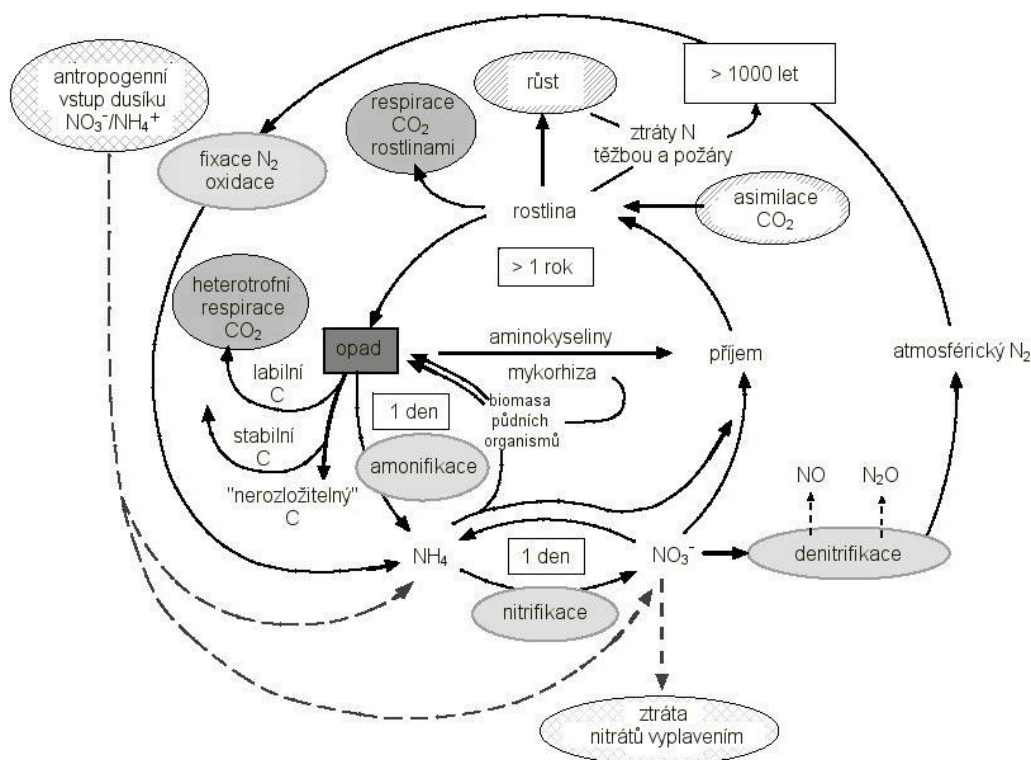 antropogenní
vstup dusíku
NO₃⁻/NH₄⁺
fixace N₂
oxidace
respirace
CO₂
rostlinami
růst
> 1000 let
ztráty N
těžbou a požáry
rostlina
asimilace
CO₂
> 1 rok
heterotrofní
respirace
CO₂
opad
aminokyseliny
mykorhiza
příjem
atmosférický N₂
labilní
C
1 den
biomasa
půdních
organismů
stabilní
C
amonifikace
"nerozložitelný"
C
NO
N₂O
NH₄
1 den
NO₃⁻
denitrifikace
nitrifikace
ztráta
nitrátů vyplavením